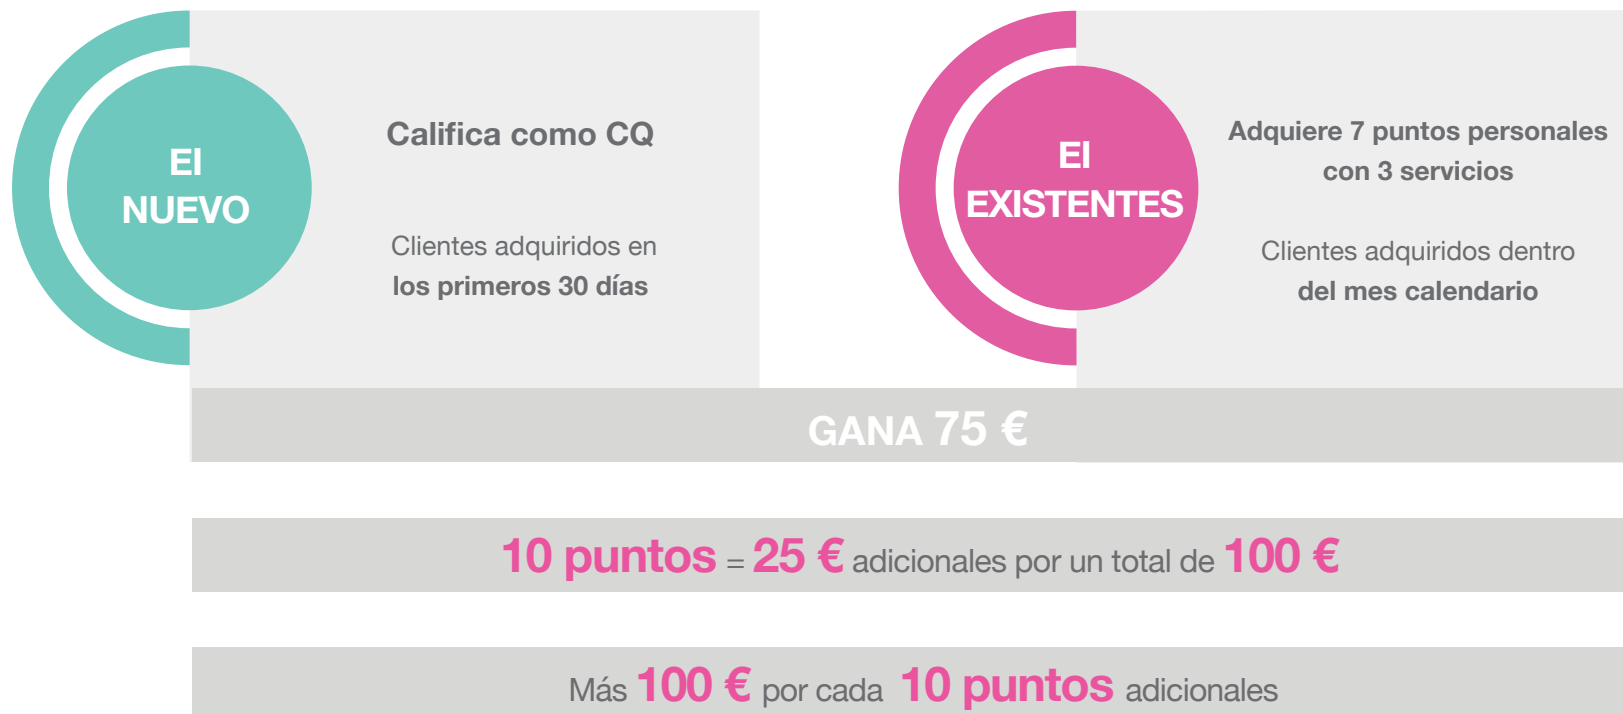 EI
NUEVO
Califica como CQ
Clientes adquiridos en
los primeros 30 días
EI
EXISTENTES
Adquiere 7 puntos personales
con 3 servicios
Clientes adquiridos dentro
del mes calendario
GANA 75 €
10 puntos = 25 € adicionales por un total de 100 €
Más 100 € por cada 10 puntos adicionales